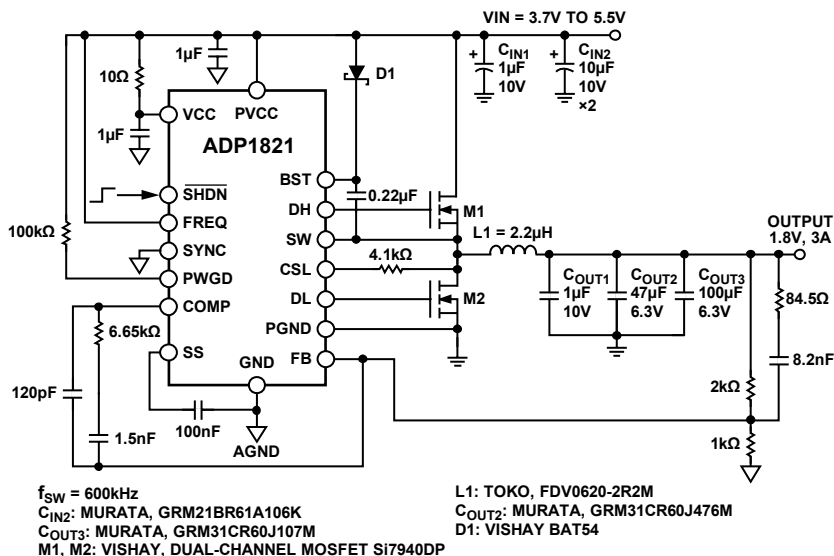 VIN = 3.7V TO 5.5V
1µF
10Ω
D1
CIN1
1µF
10V
CIN2
10µF
10V
×2
VCC
PVCC
1µF
ADP1821
BST
0.22µF
SHDN
DH
M1
FREQ
SW
L1 = 2.2µH
OUTPUT
1.8V, 3A
100kΩ
SYNC
CSL
4.1kΩ
PWGD
DL
M2
COUT1
1µF
10V
COUT2
47µF
6.3V
COUT3
100µF
6.3V
84.5Ω
COMP
PGND
6.65kΩ
SS
GND
FB
8.2nF
120pF
2kΩ
100nF
1.5nF
AGND
1kΩ
fSW = 600kHz
CIN2: MURATA, GRM21BR61A106K
COUT3: MURATA, GRM31CR60J107M
M1, M2: VISHAY, DUAL-CHANNEL MOSFET Si7940DP
L1: TOKO, FDV0620-2R2M
COUT2: MURATA, GRM31CR60J476M
D1: VISHAY BAT54